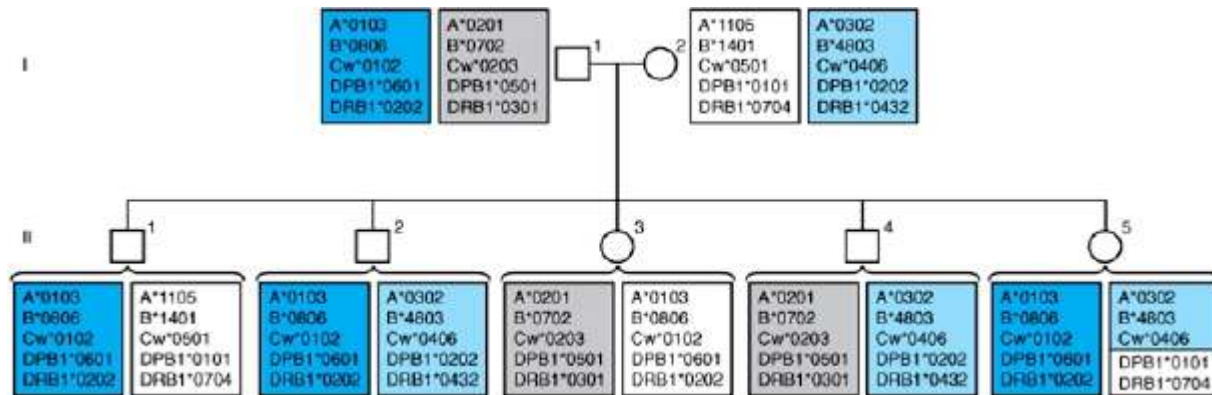 A*0103
B*0806
Cw*0102
DPB1*0601
DRB1*0202
A*0201
B*0702
Cw*0203
DPB1*0501
DRB1*0301
1
2
A*1105
B*1401
Cw*0501
DPB1*0101
DRB1*0704
A*0302
B*4803
Cw*0406
DPB1*0202
DRB1*0432
I
II
1
2
3
4
5
A*0103
B*0806
Cw*0102
DPB1*0601
DRB1*0202
A*1105
B*1401
Cw*0501
DPB1*0101
DRB1*0704
A*0103
B*0806
Cw*0102
DPB1*0601
DRB1*0202
A*0302
B*4803
Cw*0406
DPB1*0202
DRB1*0432
A*0201
B*0702
Cw*0203
DPB1*0501
DRB1*0301
A*0103
B*0806
Cw*0102
DPB1*0601
DRB1*0202
A*0201
B*0702
Cw*0203
DPB1*0501
DRB1*0301
A*0302
B*4803
Cw*0406
DPB1*0202
DRB1*0432
A*0103
B*0806
Cw*0102
DPB1*0601
DRB1*0202
A*0302
B*4803
Cw*0406
DPB1*0101
DRB1*0704